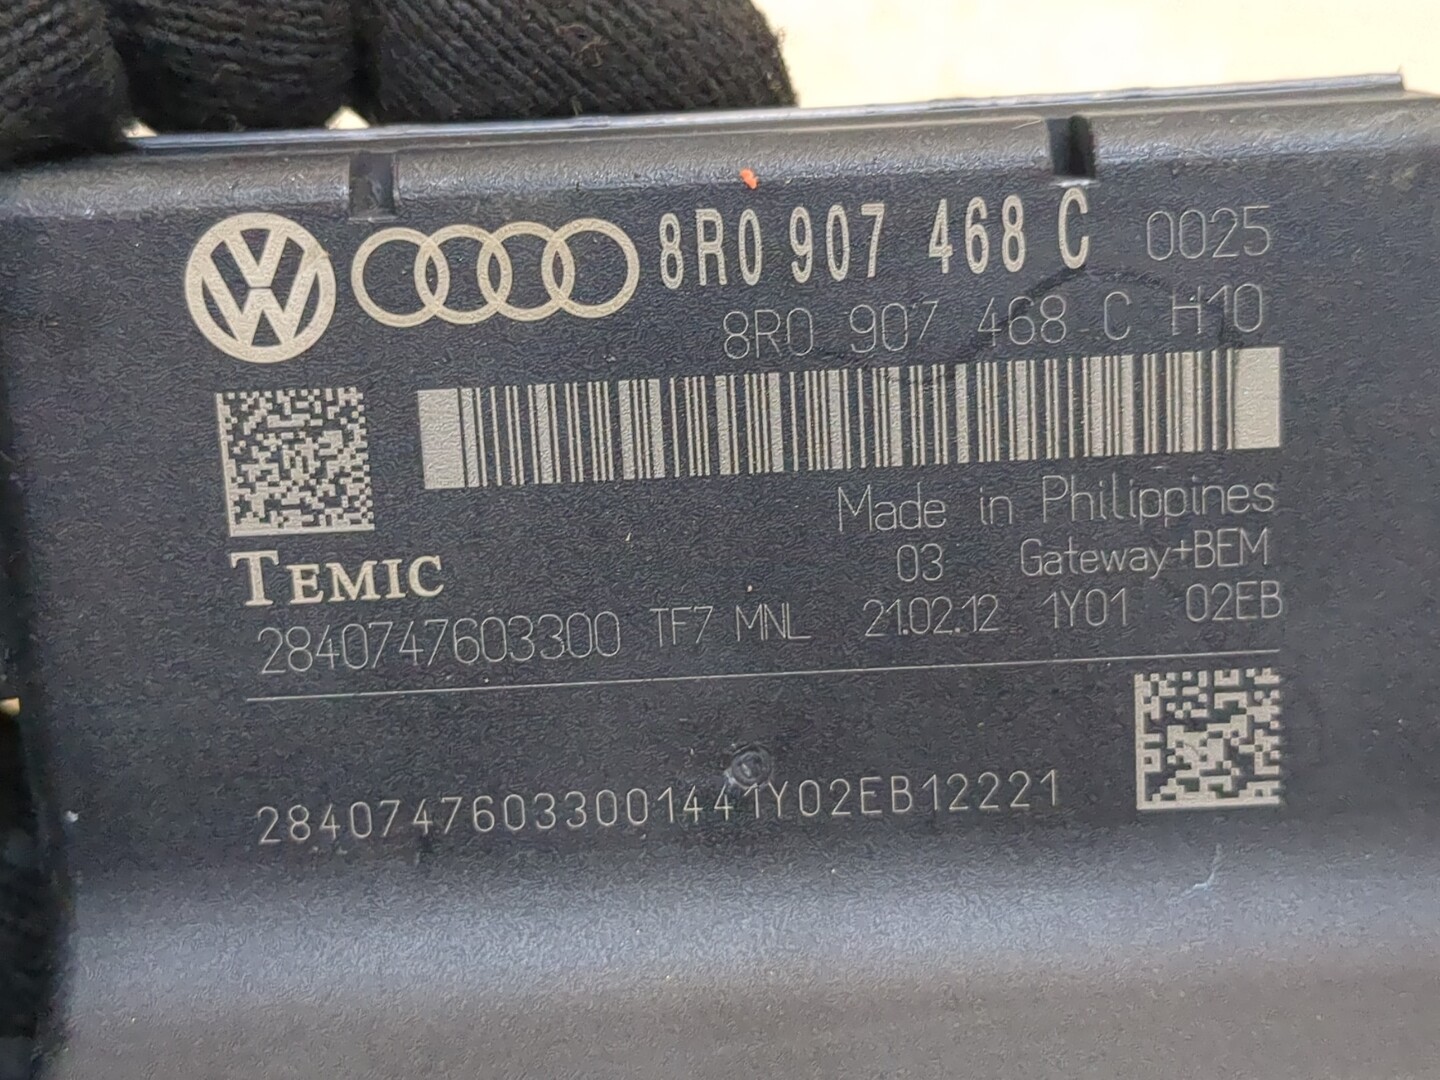 8R0 907 468 C 0025
8R0 907 468 C H10
Made in Philippines
TEMIC
03 Gateway+BEM
2840747603300 TF7 MNL 21.02.12 1Y01 02EB
28407476033001441Y02EB12221